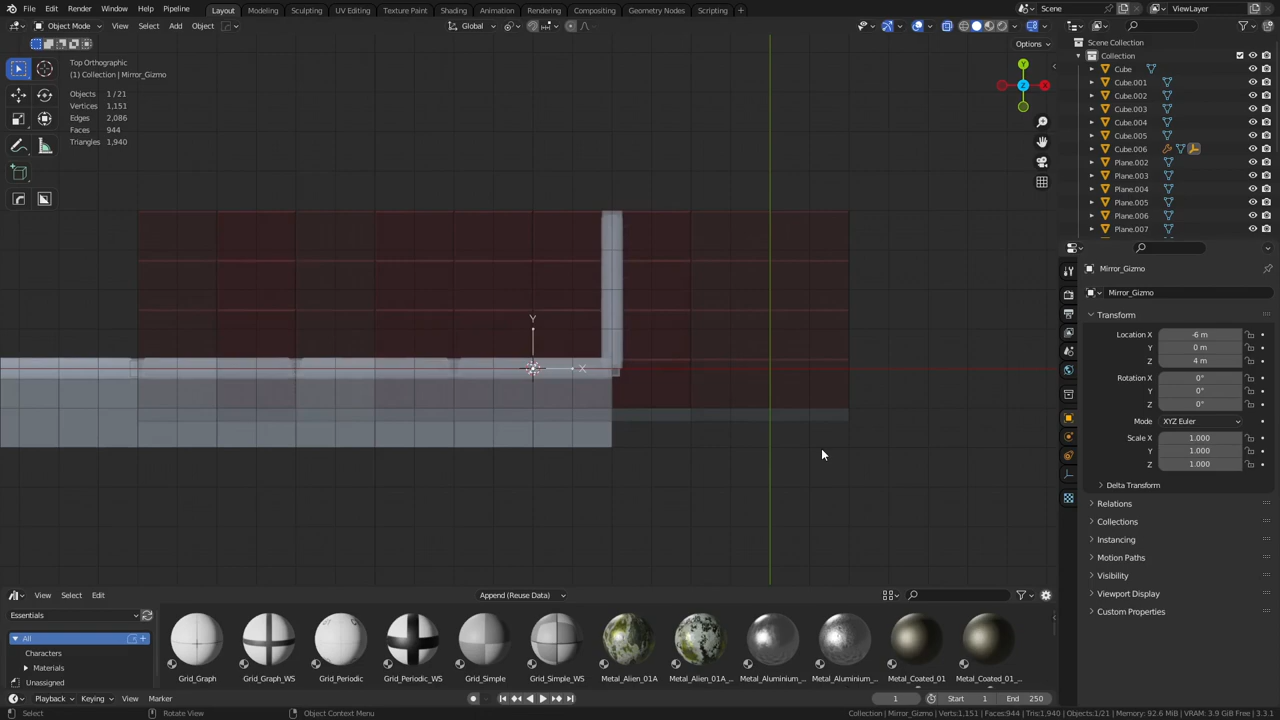 File Edit Render Window Help Pipeline Layout Modeling Sculpting UV Editing Texture Paint Shading Animation Rendering Compositing Geometry Nodes Scripting + Scene ViewLayer
Object Mode View Select Add Object Global
Options
Top Orthographic
(1) Collection | Mirror_Gizmo
Objects 1 / 21
Vertices 1,151
Edges 2,086
Faces 944
Triangles 1,940
Y
X
Z
Y
X
Scene Collection
Collection
Cube
Cube.001
Cube.002
Cube.003
Cube.004
Cube.005
Cube.006
Plane.002
Plane.003
Plane.004
Plane.005
Plane.006
Plane.007
Mirror_Gizmo
Mirror_Gizmo
Transform
Location X -6 m
Y 0 m
Z 4 m
Rotation X 0°
Y 0°
Z 0°
Mode XYZ Euler
Scale X 1.000
Y 1.000
Z 1.000
Delta Transform
Relations
Collections
Instancing
Motion Paths
Visibility
Viewport Display
Custom Properties
View Select Edit Append (Reuse Data)
Essentials
All
Characters
Materials
Unassigned
Grid_Graph Grid_Graph_WS Grid_Periodic Grid_Periodic_WS Grid_Simple Grid_Simple_WS Metal_Alien_01A Metal_Alien_01A_... Metal_Aluminium_... Metal_Aluminium_... Metal_Coated_01 Metal_Coated_01_...
Playback Keying View Marker 1 Start 1 End 250
Select Rotate View Object Context Menu Collection | Mirror_Gizmo | Verts:1,151 | Faces:944 | Tris:1,940 | Objects:1/21 | Memory: 92.6 MiB | VRAM: 3.9 GiB | 3.3.1